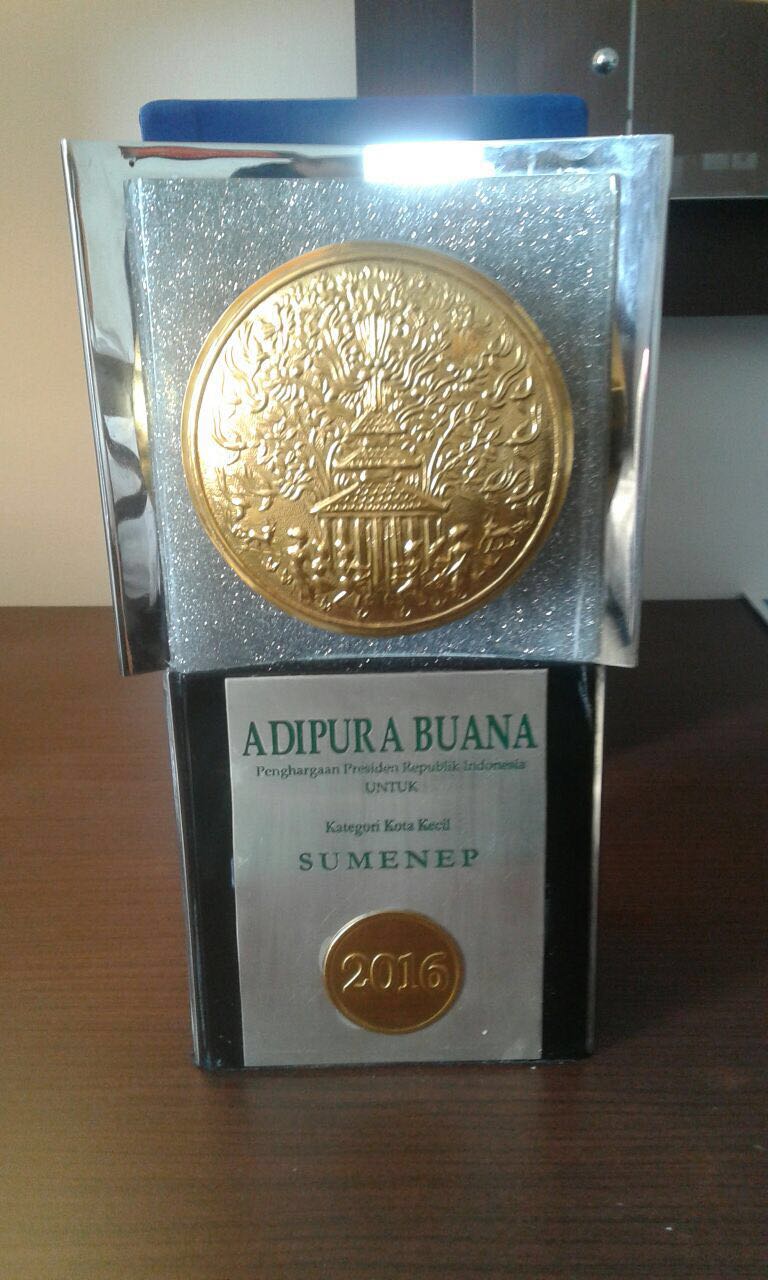 ADIPURA BUANA
Penghargaan Presiden Republik Indonesia
UNTUK
Kategori Kota Kecil
SUMENEP
2016